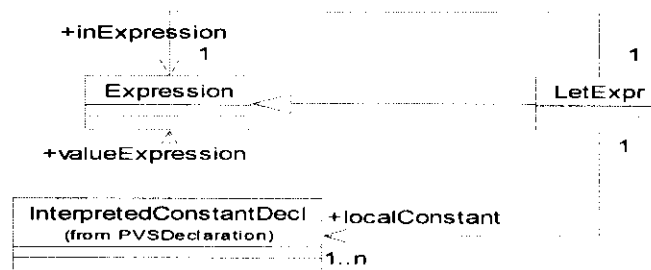 +inExpression
1
1
Expression
LetExpr
1
+valueExpression
InterpretedConstantDecl
(from PVSDeclaration)
+localConstant
1..n